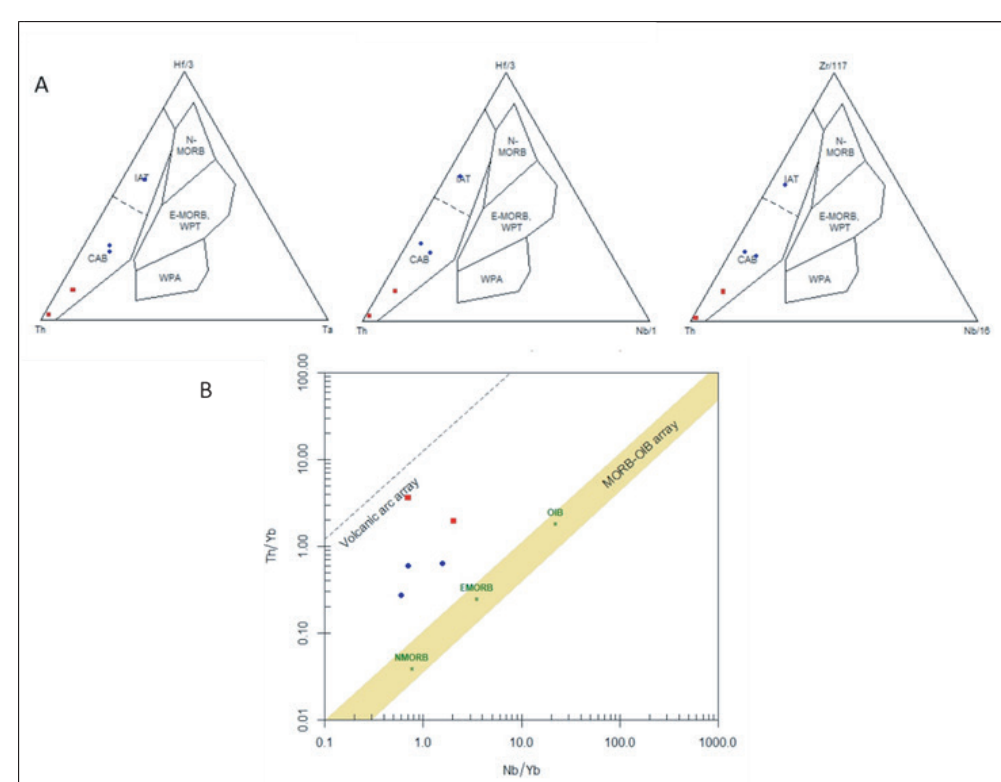 A
Hf/3
N-
MORB
IAT
E-MORB,
WPT
CAB
WPA
Th
Ta
Hf/3
N-
MORB
IAT
E-MORB,
WPT
CAB
WPA
Th
Nb/1
Zr/117
N-
MORB
IAT
E-MORB,
WPT
CAB
WPA
Th
Nb/16
B
100.00
10.00
1.00
0.10
0.01
Th/Yb
Volcanic arc array
MORB-OIB array
OIB
EMORB
NMORB
0.1
1.0
10.0
100.0
1000.0
Nb/Yb